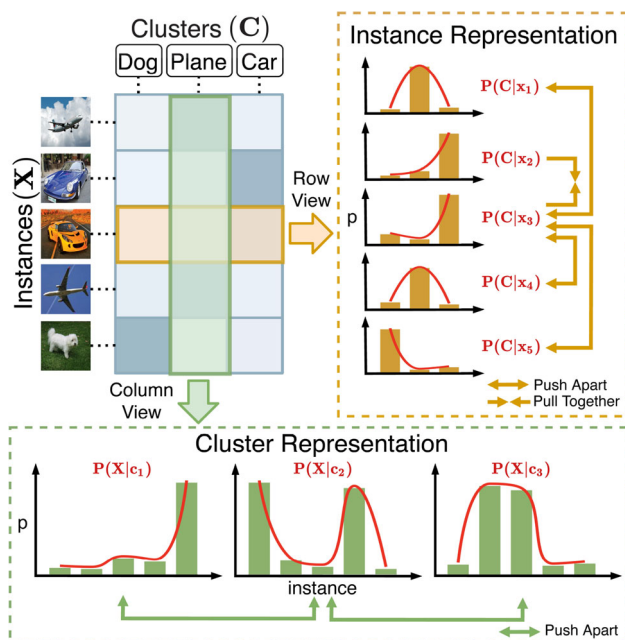 Clusters (C)
Dog
Plane
Car
Instances (X)
Row
View
Column
View
Instance Representation
P(C|x₁)
P(C|x₂)
p
P(C|x₃)
P(C|x₄)
P(C|x₅)
Push Apart
Pull Together
Cluster Representation
P(X|c₁)
P(X|c₂)
P(X|c₃)
p
instance
Push Apart